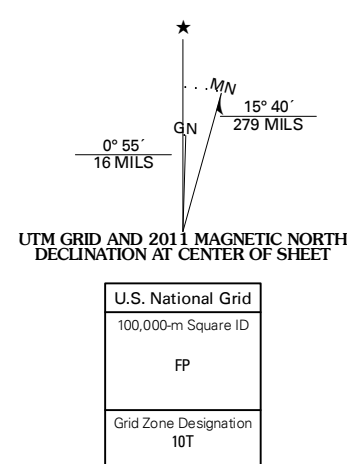 ★
MN
15° 40´
279 MILS
GN
0° 55´
16 MILS
UTM GRID AND 2011 MAGNETIC NORTH
DECLINATION AT CENTER OF SHEET
U.S. National Grid
100,000-m Square ID
FP
Grid Zone Designation
10T